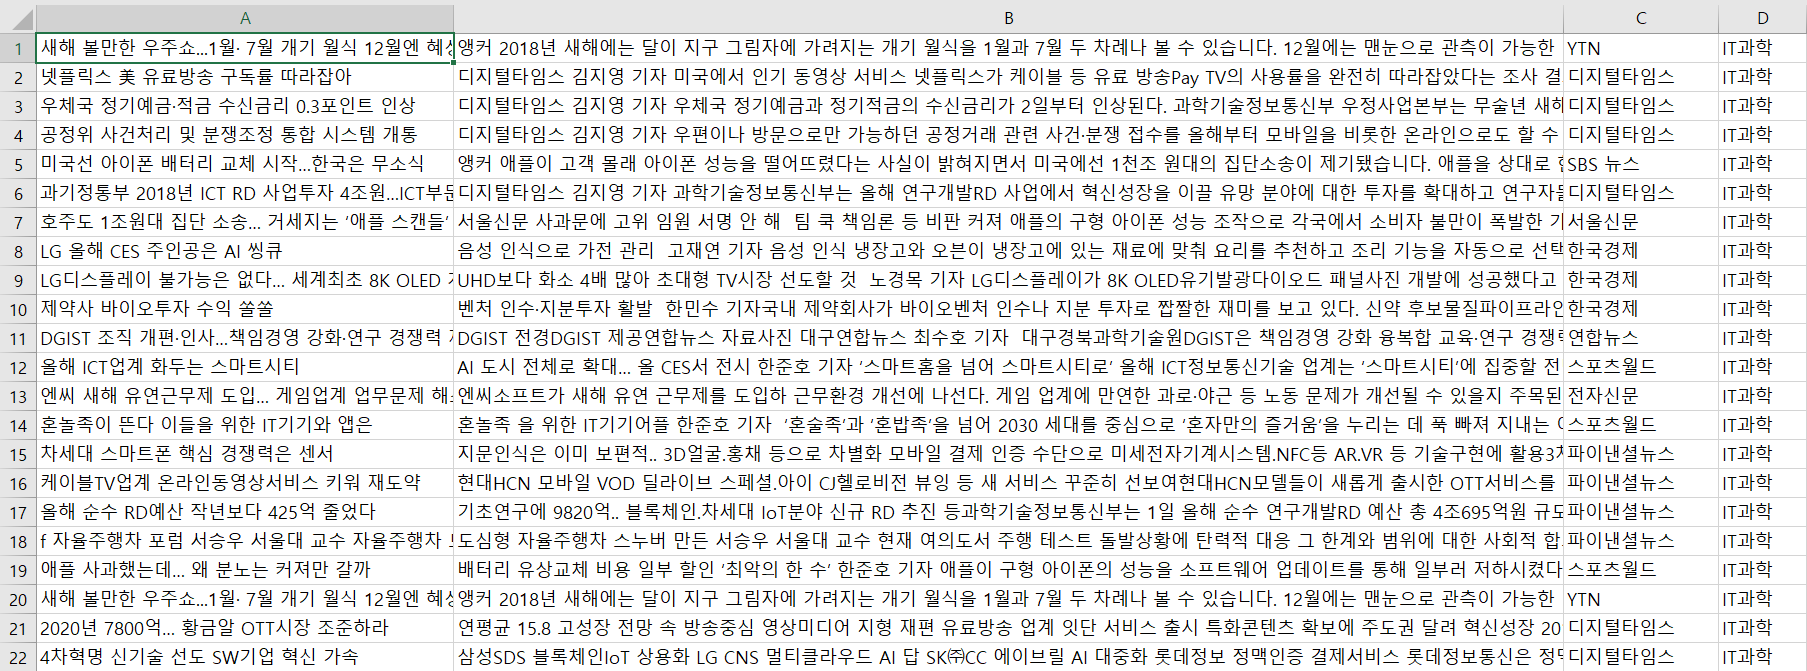 A B C D
1 새해 볼만한 우주쇼...1월· 7월 개기 월식 12월엔 혜성 앵커 2018년 새해에는 달이 지구 그림자에 가려지는 개기 월식을 1월과 7월 두 차례나 볼 수 있습니다. 12월에는 맨눈으로 관측이 가능한 YTN IT과학
2 넷플릭스 美 유료방송 구독률 따라잡아 디지털타임스 김지영 기자 미국에서 인기 동영상 서비스 넷플릭스가 케이블 등 유료 방송Pay TV의 사용률을 완전히 따라잡았다는 조사 결 디지털타임스 IT과학
3 우체국 정기예금·적금 수신금리 0.3포인트 인상 디지털타임스 김지영 기자 우체국 정기예금과 정기적금의 수신금리가 2일부터 인상된다. 과학기술정보통신부 우정사업본부는 무술년 새해 디지털타임스 IT과학
4 공정위 사건처리 및 분쟁조정 통합 시스템 개통 디지털타임스 김지영 기자 우편이나 방문으로만 가능하던 공정거래 관련 사건·분쟁 접수를 올해부터 모바일을 비롯한 온라인으로도 할 수 디지털타임스 IT과학
5 미국선 아이폰 배터리 교체 시작...한국은 무소식 앵커 애플이 고객 몰래 아이폰 성능을 떨어뜨렸다는 사실이 밝혀지면서 미국에선 1천조 원대의 집단소송이 제기됐습니다. 애플을 상대로 SBS 뉴스 IT과학
6 과기정통부 2018년 ICT RD 사업투자 4조원...ICT부문 디지털타임스 김지영 기자 과학기술정보통신부는 올해 연구개발RD 사업에서 혁신성장을 이끌 유망 분야에 대한 투자를 확대하고 연구자들 디지털타임스 IT과학
7 호주도 1조원대 집단 소송... 거세지는 ‘애플 스캔들’ 서울신문 사과문에 고위 임원 서명 안 해 팀 쿡 책임론 등 비판 커져 애플의 구형 아이폰 성능 조작으로 각국에서 소비자 불만이 폭발한 가 서울신문 IT과학
8 LG 올해 CES 주인공은 AI 씽큐 음성 인식으로 가전 관리 고재연 기자 음성 인식 냉장고와 오븐이 냉장고에 있는 재료에 맞춰 요리를 추천하고 조리 기능을 자동으로 선택 한국경제 IT과학
9 LG디스플레이 불가능은 없다... 세계최초 8K OLED UHD보다 화소 4배 많아 초대형 TV시장 선도할 것 노경목 기자 LG디스플레이가 8K OLED유기발광다이오드 패널사진 개발에 성공했다고 한국경제 IT과학
10 제약사 바이오투자 수익 쏠쏠 벤처 인수·지분투자 활발 한민수 기자국내 제약회사가 바이오벤처 인수나 지분 투자로 짭짤한 재미를 보고 있다. 신약 후보물질파이프라인 한국경제 IT과학
11 DGIST 조직 개편·인사...책임경영 강화·연구 경쟁력 DGIST 전경DGIST 제공연합뉴스 자료사진 대구연합뉴스 최수호 기자 대구경북과학기술원DGIST은 책임경영 강화 융복합 교육·연구 경쟁력 연합뉴스 IT과학
12 올해 ICT업계 화두는 스마트시티 AI 도시 전체로 확대... 올 CES서 전시 한준호 기자 ‘스마트홈을 넘어 스마트시티로’ 올해 ICT정보통신기술 업계는 ‘스마트시티’에 집중할 전 스포츠월드 IT과학
13 엔씨 새해 유연근무제 도입... 게임업계 업무문제 해소 엔씨소프트가 새해 유연 근무제를 도입하 근무환경 개선에 나선다. 게임 업계에 만연한 과로·야근 등 노동 문제가 개선될 수 있을지 주목된 전자신문 IT과학
14 혼놀족이 뜬다 이들을 위한 IT기기와 앱은 혼놀족 을 위한 IT기기어플 한준호 기자 ‘혼술족’과 ‘혼밥족’을 넘어 2030 세대를 중심으로 ‘혼자만의 즐거움’을 누리는 데 푹 빠져 지내는 이 스포츠월드 IT과학
15 차세대 스마트폰 핵심 경쟁력은 센서 지문인식은 이미 보편적.. 3D얼굴.홍채 등으로 차별화 모바일 결제 인증 수단으로 미세전자기계시스템.NFC등 AR.VR 등 기술구현에 활용3차 파이낸셜뉴스 IT과학
16 케이블TV업계 온라인동영상서비스 키워 재도약 현대HCN 모바일 VOD 딜라이브 스페셜.아이 CJ헬로비전 뷰잉 등 새 서비스 꾸준히 선보여현대HCN모델들이 새롭게 출시한 OTT서비스를 파이낸셜뉴스 IT과학
17 올해 순수 RD예산 작년보다 425억 줄었다 기초연구에 9820억.. 블록체인.차세대 IoT분야 신규 RD 추진 등과학기술정보통신부는 1일 올해 순수 연구개발RD 예산 총 4조695억원 규모 파이낸셜뉴스 IT과학
18 f 자율주행차 포럼 서승우 서울대 교수 자율주행차 도심형 자율주행차 스누버 만든 서승우 서울대 교수 현재 여의도서 주행 테스트 돌발상황에 탄력적 대응 그 한계와 범위에 대한 사회적 합 파이낸셜뉴스 IT과학
19 애플 사과했는데... 왜 분노는 커져만 갈까 배터리 유상교체 비용 일부 할인 ‘최악의 한 수’ 한준호 기자 애플이 구형 아이폰의 성능을 소프트웨어 업데이트를 통해 일부러 저하시켰다 스포츠월드 IT과학
20 새해 볼만한 우주쇼...1월· 7월 개기 월식 12월엔 혜성 앵커 2018년 새해에는 달이 지구 그림자에 가려지는 개기 월식을 1월과 7월 두 차례나 볼 수 있습니다. 12월에는 맨눈으로 관측이 가능한 YTN IT과학
21 2020년 7800억... 황금알 OTT시장 조준하라 연평균 15.8 고성장 전망 속 방송중심 영상미디어 지형 재편 유료방송 업계 잇단 서비스 출시 특화콘텐츠 확보에 주도권 달려 혁신성장 20 디지털타임스 IT과학
22 4차혁명 신기술 선도 SW기업 혁신 가속 삼성SDS 블록체인IoT 상용화 LG CNS 멀티클라우드 AI 답 SK㈜CC 에이브릴 AI 대중화 롯데정보 정맥인증 결제서비스 롯데정보통신은 정맥 디지털타임스 IT과학